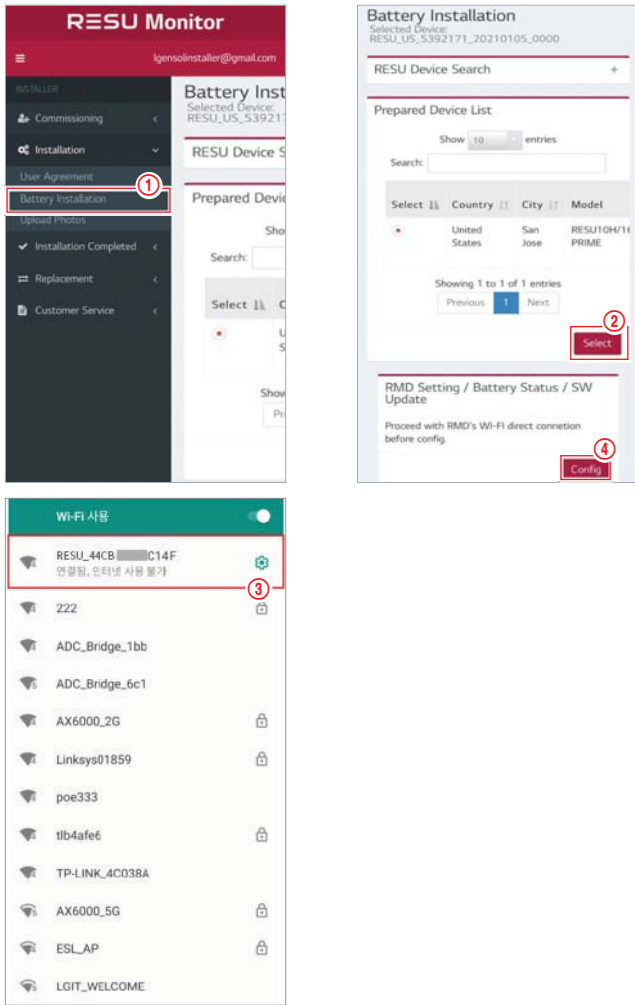 RESU Monitor
lgensolinstaller@gmail.com
INSTALLER
Commissioning
Installation
User Agreement
Battery Installation
Upload Photos
Installation Completed
Replacement
Customer Service
①
Battery Inst
Selected Device:
RESU_US_53921
RESU Device S
Prepared Devi
Sho
Search:
Select
C
U
S
Show
Pr
Battery Installation
Selected Device:
RESU_US_5392171_20210105_0000
RESU Device Search +
Prepared Device List
Show 10 entries
Search:
Select Country City Model
United San RESU10H/16
States Jose PRIME
Showing 1 to 1 of 1 entries
Previous 1 Next
②
Select
RMD Setting / Battery Status / SW
Update
Proceed with RMD's WI-FI direct connetion
before config.
④
Config
Wi-Fi 사용
RESU_44CB C14F
연결됨, 인터넷 사용 불가
③
222
ADC_Bridge_1bb
ADC_Bridge_6c1
AX6000_2G
Linksys01859
poe333
tlb4afe6
TP-LINK_4C038A
AX6000_5G
ESL_AP
LGIT_WELCOME